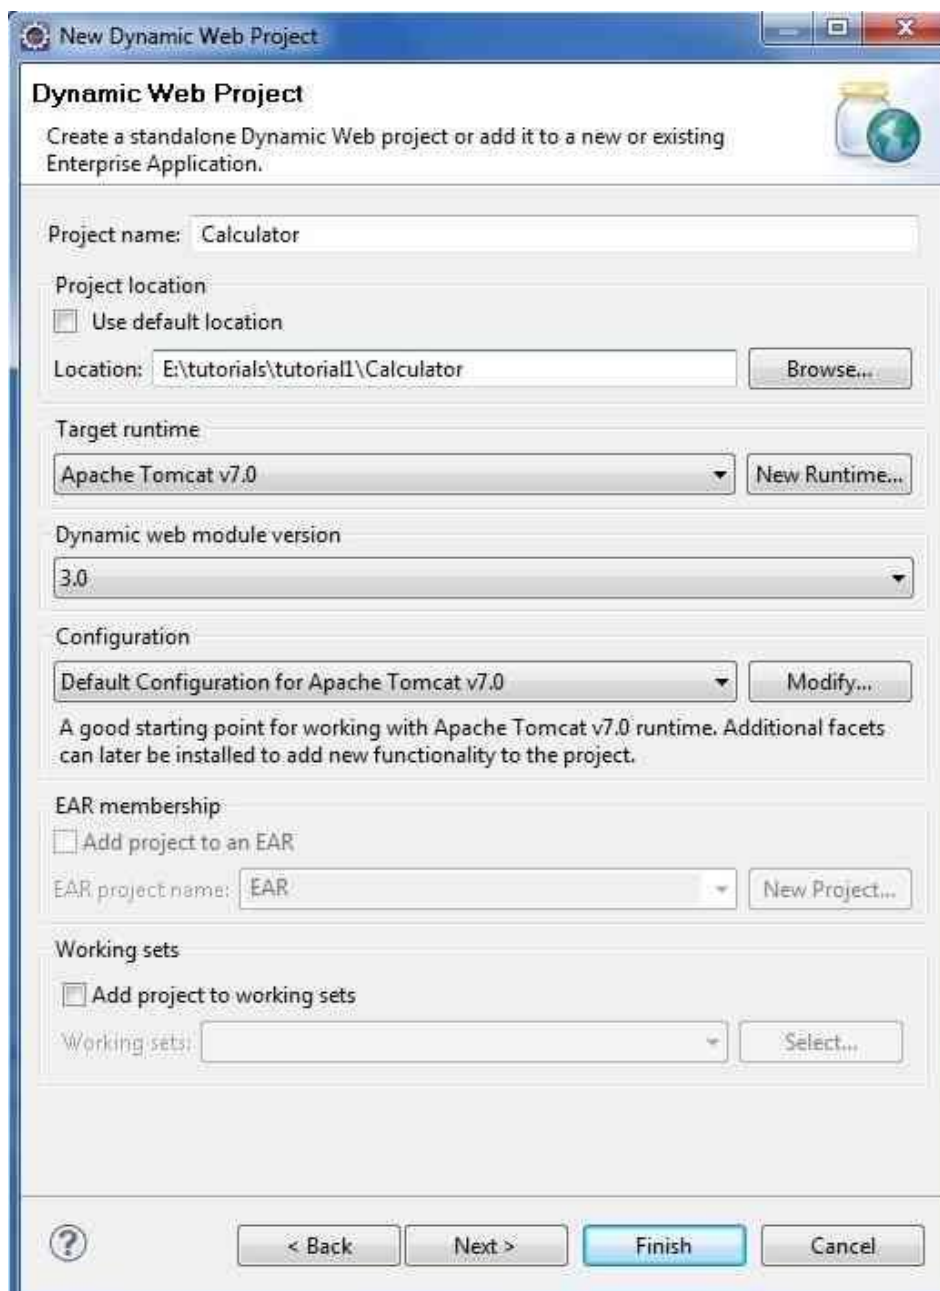 New Dynamic Web Project
Dynamic Web Project
Create a standalone Dynamic Web project or add it to a new or existing
Enterprise Application.
Project name: Calculator
Project location
Use default location
Location: E:\tutorials\tutorial1\Calculator Browse...
Target runtime
Apache Tomcat v7.0 New Runtime...
Dynamic web module version
3.0
Configuration
Default Configuration for Apache Tomcat v7.0 Modify...
A good starting point for working with Apache Tomcat v7.0 runtime. Additional facets
can later be installed to add new functionality to the project.
EAR membership
Add project to an EAR
EAR project name: EAR New Project...
Working sets
Add project to working sets
Working sets: Select...
? < Back Next > Finish Cancel